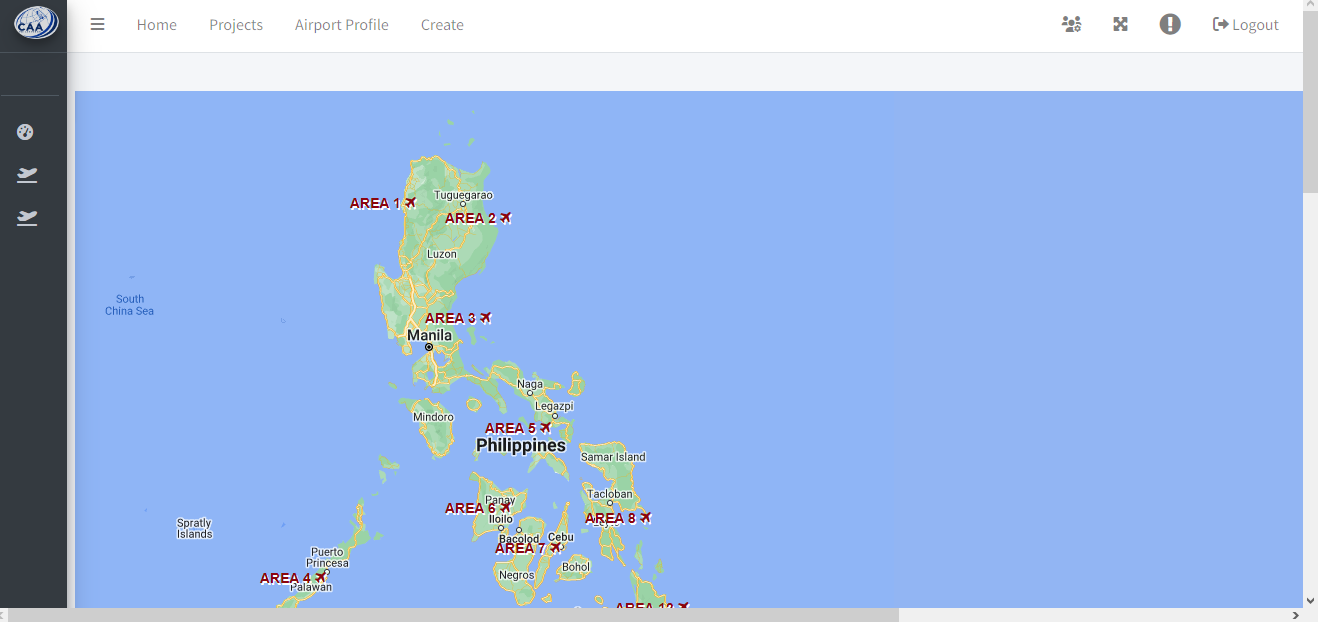 CAA
Home Projects Airport Profile Create Logout
Tuguegarao
AREA 1
AREA 2
Luzon
South
China Sea
AREA 3
Manila
Naga
Legazpi
Mindoro
AREA 5
Philippines
Samar Island
Panay
Tacloban
AREA 6
Iloilo
AREA 8
Spratly
Islands
Bacolod
Cebu
AREA 7
Puerto
Princesa
Bohol
Negros
AREA 4
Palawan
AREA 12